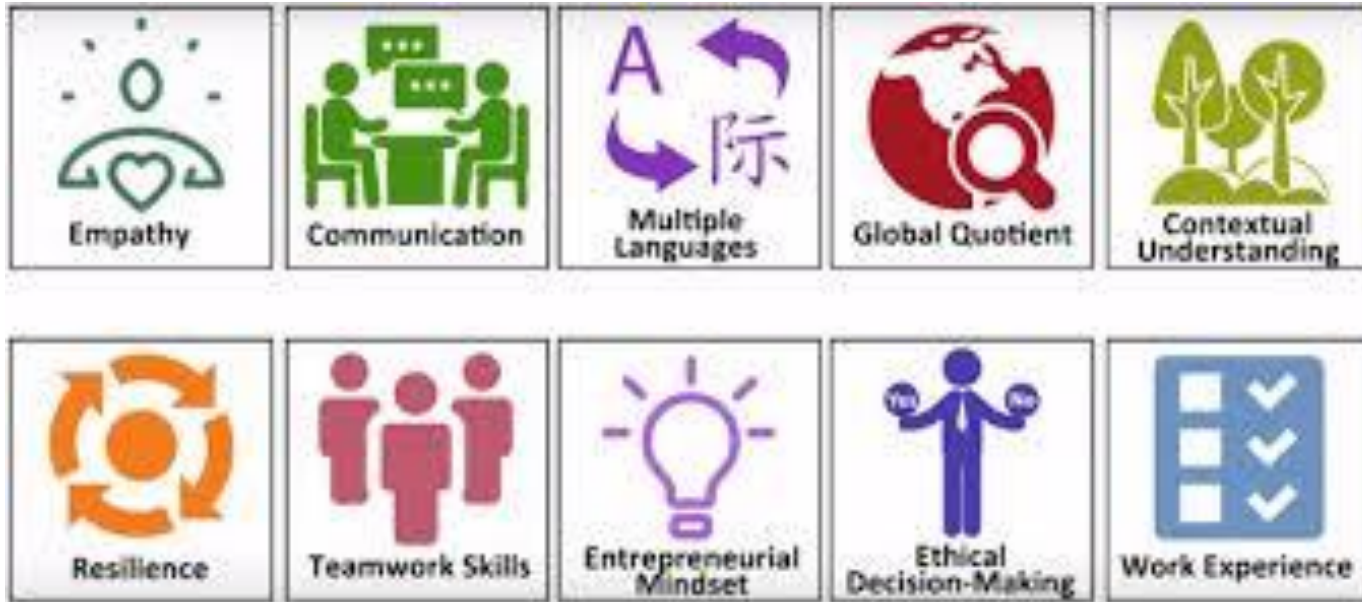 Empathy
Communication
A
际
Multiple
Languages
Global Quotient
Contextual
Understanding
Resilience
Teamwork Skills
Entrepreneurial
Mindset
Yes No
Ethical
Decision-Making
Work Experience